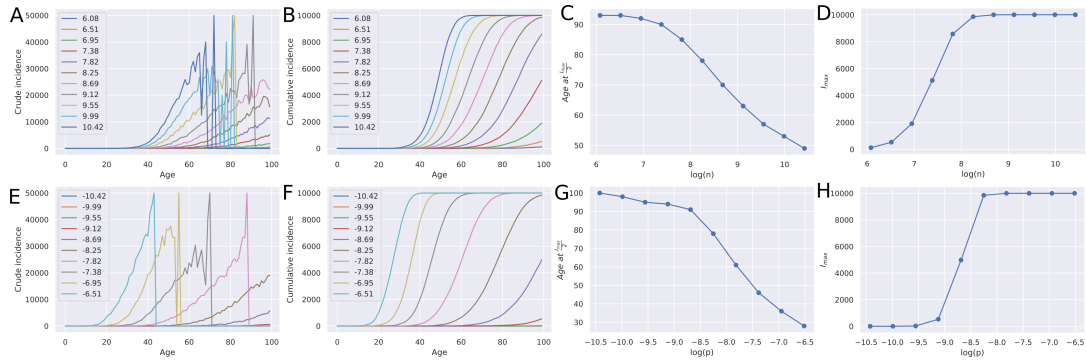 A
50000
40000
30000
20000
10000
0
Crude incidence
6.08
6.51
6.95
7.38
7.82
8.25
8.69
9.12
9.55
9.99
10.42
0 20 40 60 80 100
Age
B
10000
8000
6000
4000
2000
0
Cumulative incidence
6.08
6.51
6.95
7.38
7.82
8.25
8.69
9.12
9.55
9.99
10.42
0 20 40 60 80 100
Age
C
90
80
70
60
50
Age at Imax/2
6 7 8 9 10
log(n)
D
10000
8000
6000
4000
2000
0
Imax
6 7 8 9 10
log(n)
E
50000
40000
30000
20000
10000
0
Crude incidence
-10.42
-9.99
-9.55
-9.12
-8.69
-8.25
-7.82
-7.38
-6.95
-6.51
0 20 40 60 80 100
Age
F
10000
8000
6000
4000
2000
0
Cumulative incidence
-10.42
-9.99
-9.55
-9.12
-8.69
-8.25
-7.82
-7.38
-6.95
-6.51
0 20 40 60 80 100
Age
G
100
90
80
70
60
50
40
30
Age at Imax/2
−10.5 −10.0 −9.5 −9.0 −8.5 −8.0 −7.5 −7.0 −6.5
log(p)
H
10000
8000
6000
4000
2000
0
Imax
−10.5 −10.0 −9.5 −9.0 −8.5 −8.0 −7.5 −7.0 −6.5
log(p)